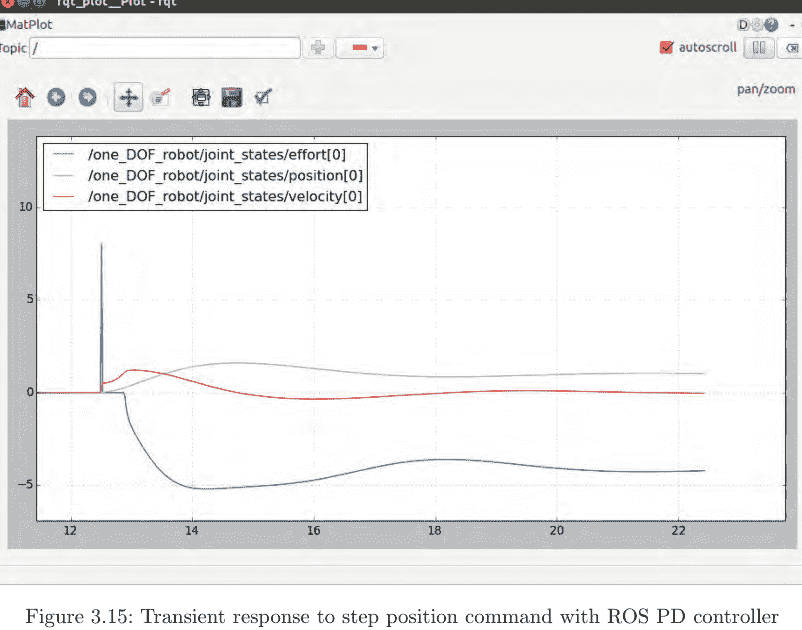 rqt_plot__Plot - rqt
MatPlot
D
Topic /
autoscroll
pan/zoom
/one_DOF_robot/joint_states/effort[0]
/one_DOF_robot/joint_states/position[0]
/one_DOF_robot/joint_states/velocity[0]
10
5
0
−5
12 14 16 18 20 22
Figure 3.15: Transient response to step position command with ROS PD controller